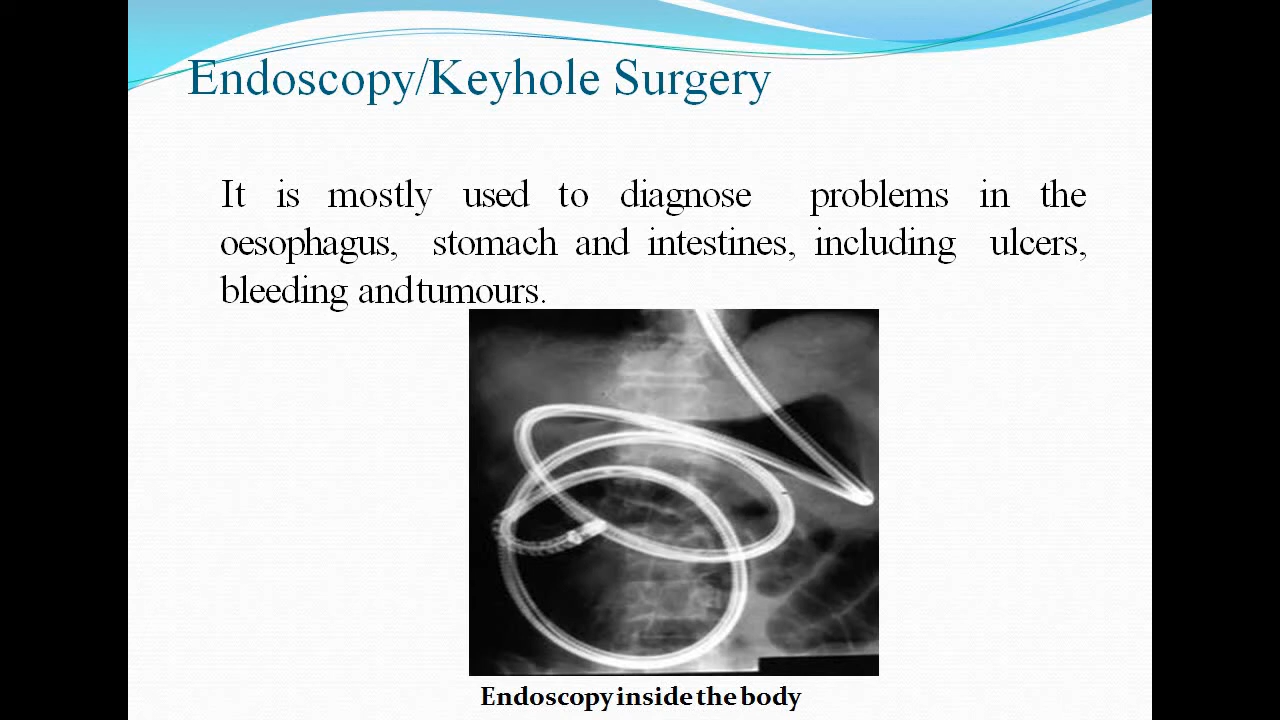 Endoscopy/Keyhole Surgery
It is mostly used to diagnose problems in the
oesophagus, stomach and intestines, including ulcers,
bleeding andtumours.
Endoscopy inside the body